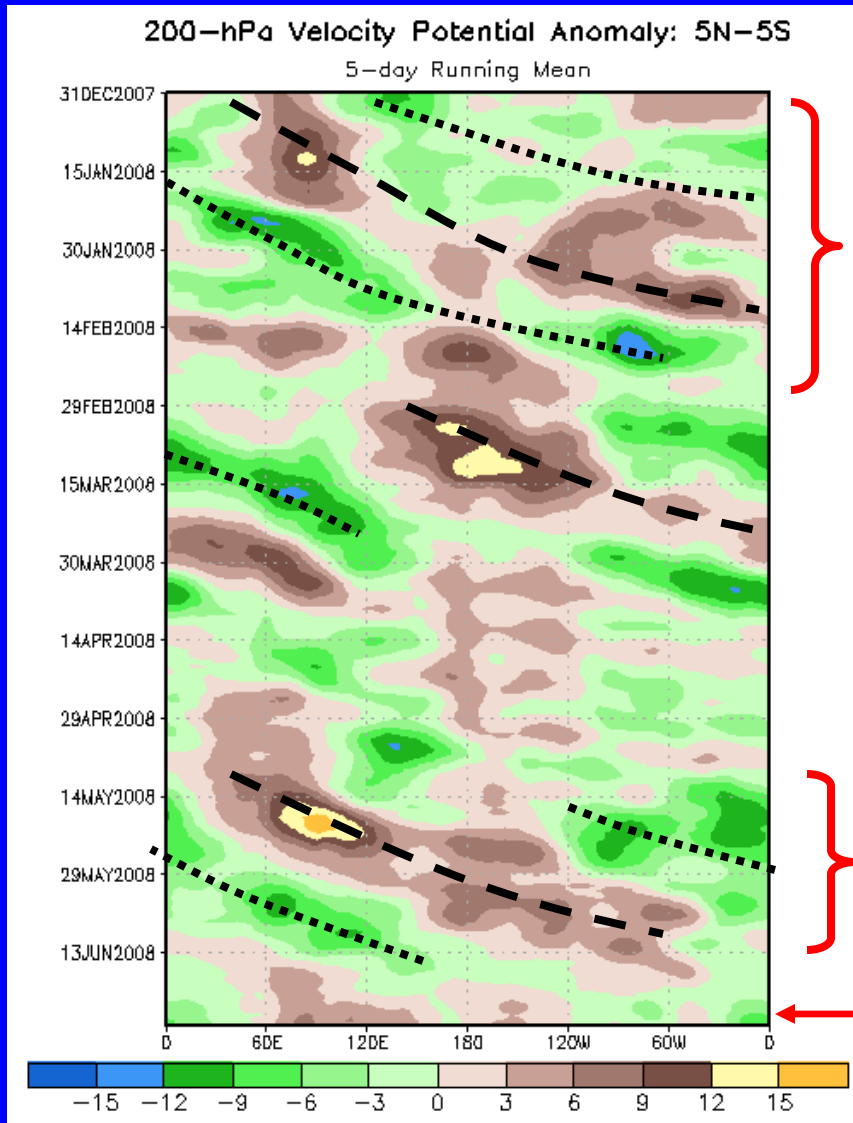 200-hPa Velocity Potential Anomaly: 5N-5S
5-day Running Mean
31DEC2007
15JAN2008
30JAN2008
14FEB2008
29FEB2008
15MAR2008
30MAR2008
14APR2008
29APR2008
14MAY2008
29MAY2008
13JUN2008
0 60E 120E 180 120W 60W 0
-15 -12 -9 -6 -3 0 3 6 9 12 15